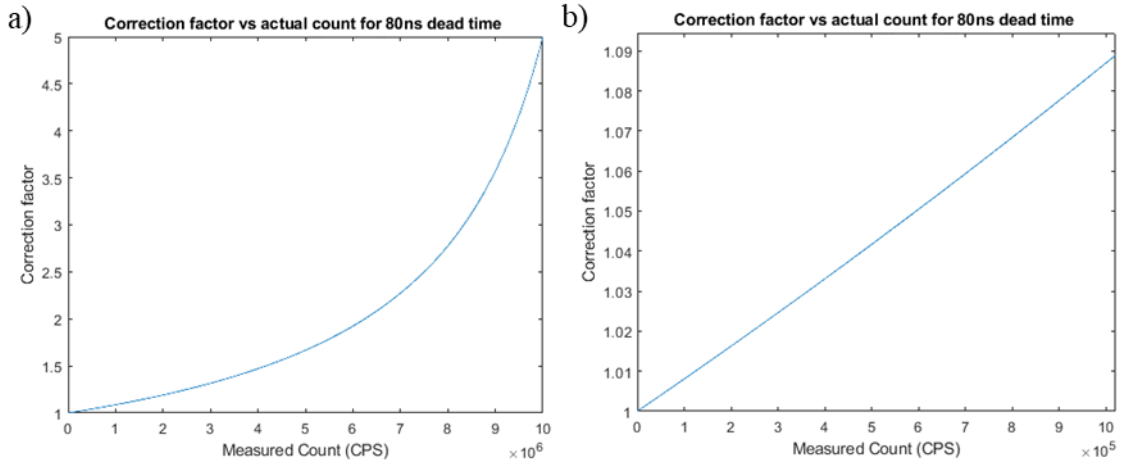 a)
Correction factor vs actual count for 80ns dead time
5
4.5
4
3.5
3
2.5
2
1.5
1
Correction factor
0 1 2 3 4 5 6 7 8 9 10
Measured Count (CPS)
×10⁶
b)
Correction factor vs actual count for 80ns dead time
1.09
1.08
1.07
1.06
1.05
1.04
1.03
1.02
1.01
1
Correction factor
0 1 2 3 4 5 6 7 8 9 10
Measured Count (CPS)
×10⁵